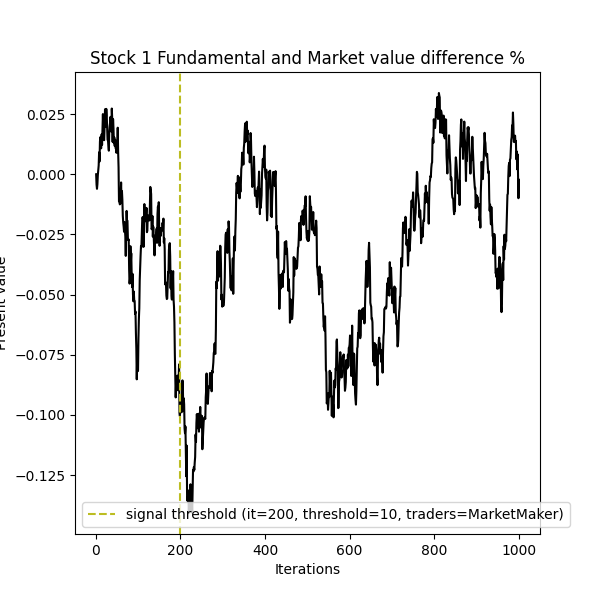 Stock 1 Fundamental and Market value difference %
0.025
0.000
−0.025
−0.050
−0.075
−0.100
−0.125
signal threshold (it=200, threshold=10, traders=MarketMaker)
0 200 400 600 800 1000
Iterations
Present value